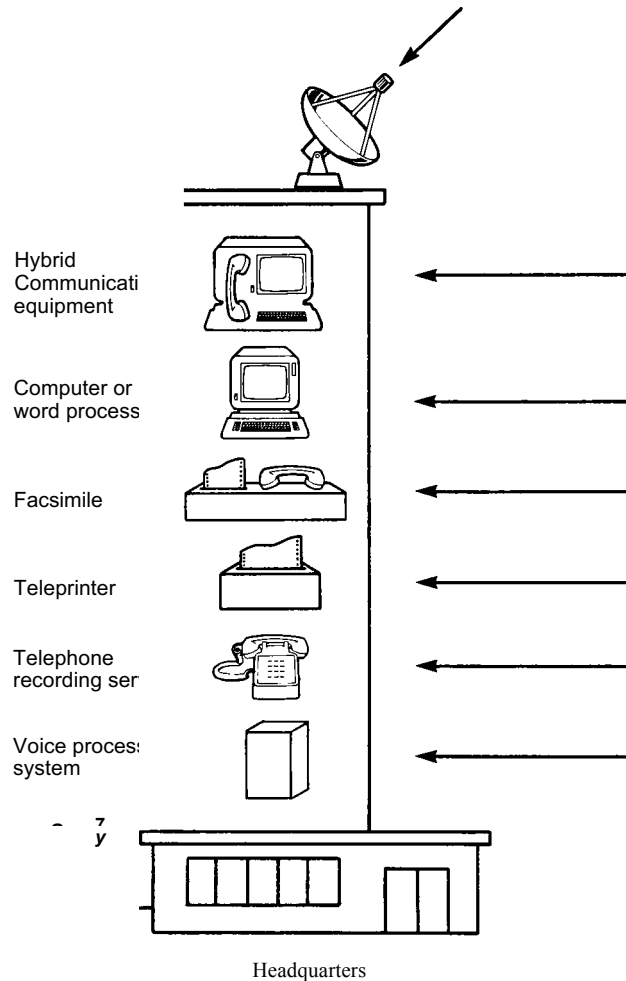 Hybrid
Communicati
equipment
Computer or
word process
Facsimile
Teleprinter
Telephone
recording ser
Voice process
system
y
Headquarters